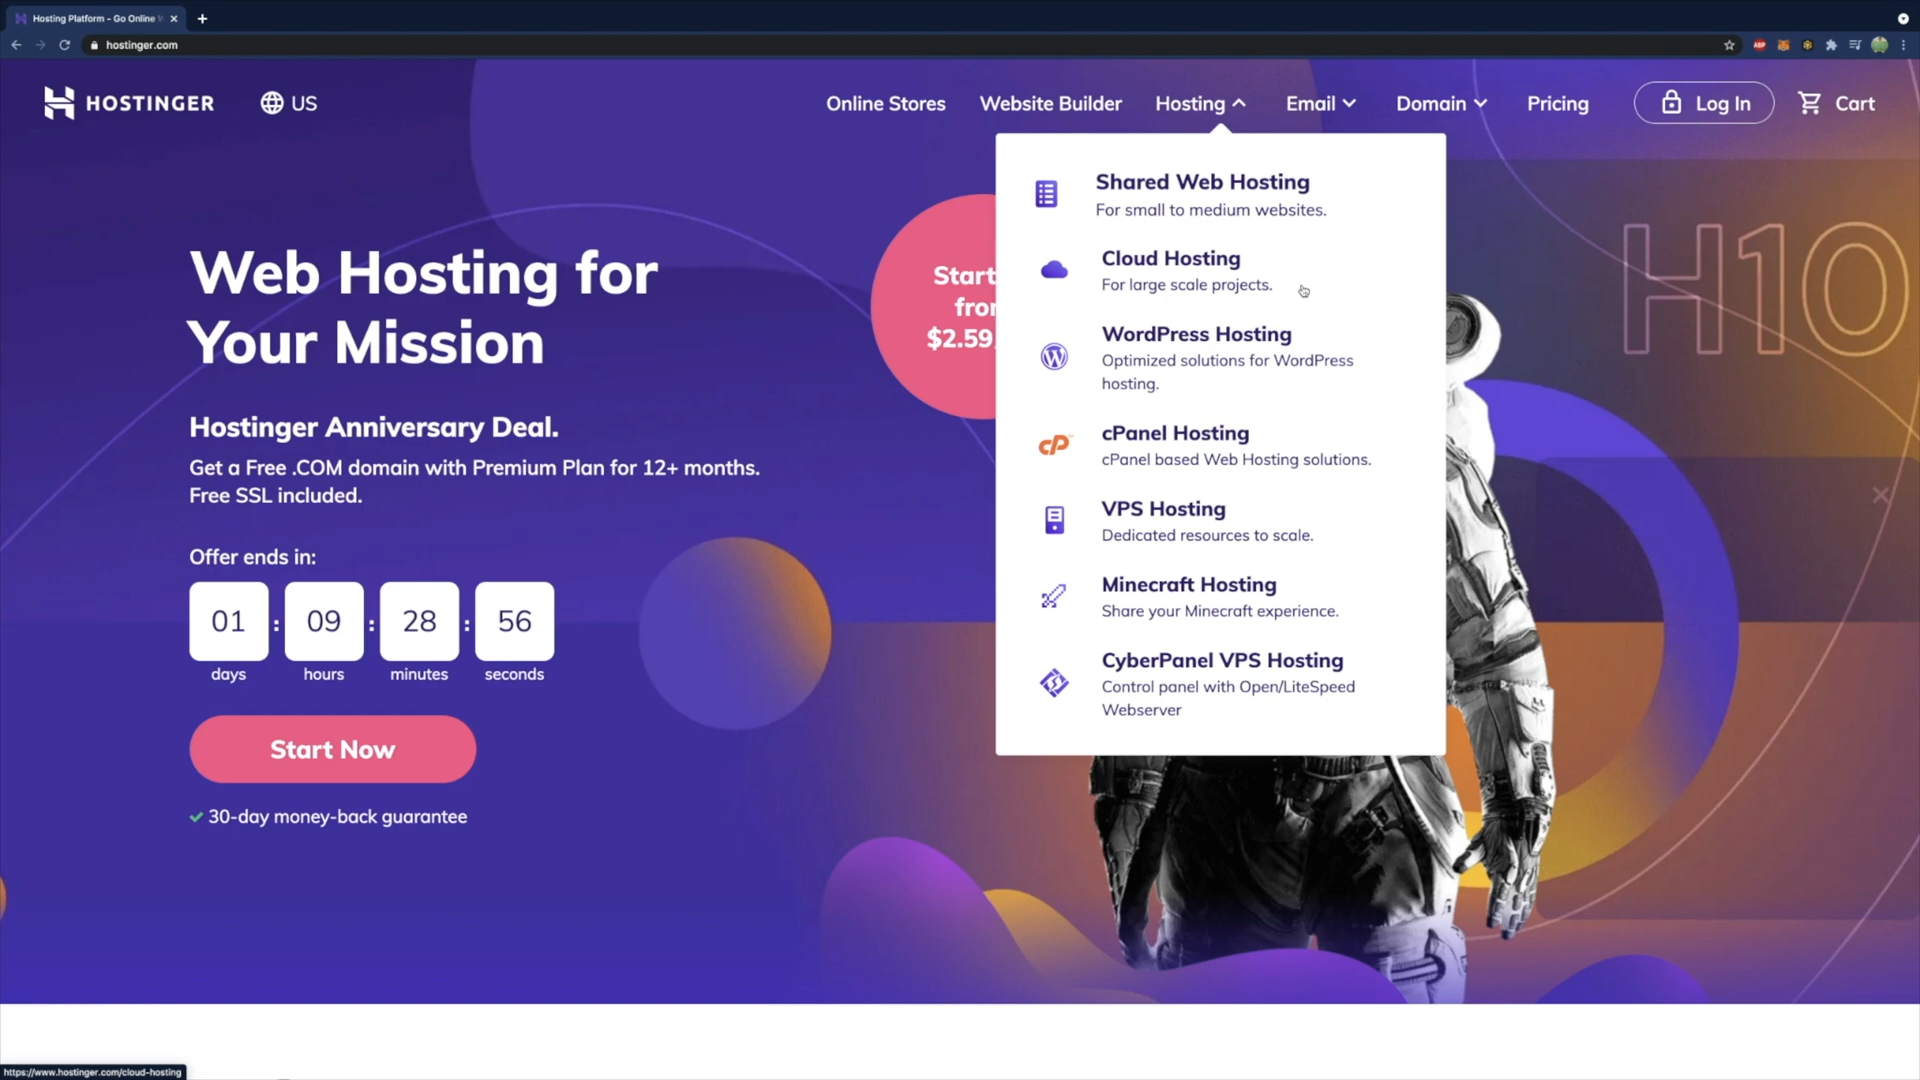 Hosting Platform - Go Online
hostinger.com
ABP
HOSTINGER
US
Online Stores
Website Builder
Hosting
Email
Domain
Pricing
Log In
Cart
Shared Web Hosting
For small to medium websites.
Cloud Hosting
For large scale projects.
WordPress Hosting
Optimized solutions for WordPress
hosting.
cPanel Hosting
cPanel based Web Hosting solutions.
VPS Hosting
Dedicated resources to scale.
Minecraft Hosting
Share your Minecraft experience.
CyberPanel VPS Hosting
Control panel with Open/LiteSpeed
Webserver
Web Hosting for
Your Mission
Start
$2.59
H10
Hostinger Anniversary Deal.
Get a Free .COM domain with Premium Plan for 12+ months.
Free SSL included.
Offer ends in:
01 : 09 : 28 : 56
days hours minutes seconds
Start Now
30-day money-back guarantee
https://www.hostinger.com/cloud-hosting